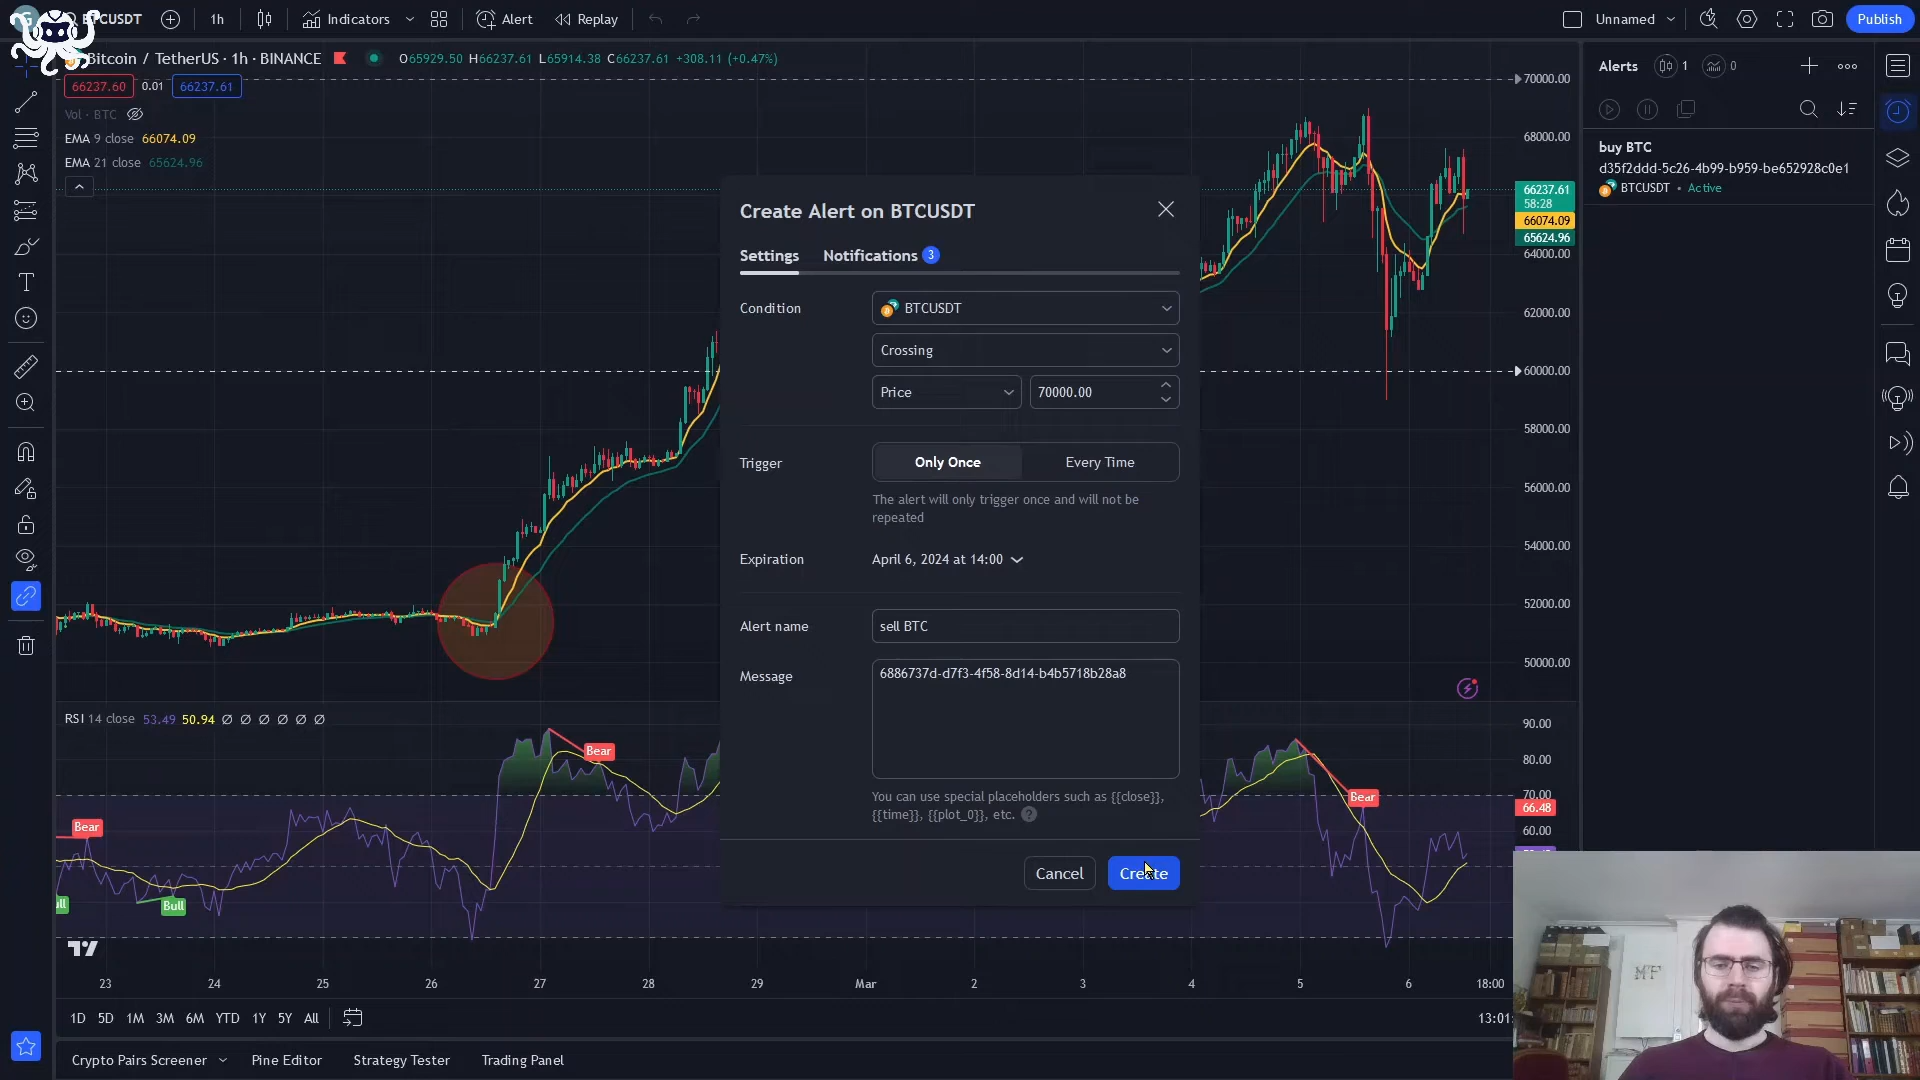 BTCUSDT
1h
Indicators
Alert
Replay
Unnamed
Publish
Bitcoin / TetherUS · 1h · BINANCE
O65929.50 H66237.61 L65914.38 C66237.61 +308.11 (+0.47%)
66237.60 0.01 66237.61
Vol · BTC
EMA 9 close 66074.09
EMA 21 close 65624.96
Alerts 1 0
buy BTC
d35f2ddd-5c26-4b99-b959-be652928c0e1
BTCUSDT • Active
70000.00
68000.00
66237.61
58:28
66074.09
65624.96
64000.00
62000.00
60000.00
58000.00
56000.00
54000.00
52000.00
50000.00
Create Alert on BTCUSDT
Settings Notifications 3
Condition BTCUSDT
Crossing
Price 70000.00
Trigger Only Once Every Time
The alert will only trigger once and will not be
repeated
Expiration April 6, 2024 at 14:00
Alert name sell BTC
Message 6886737d-d7f3-4f58-8d14-b4b5718b28a8
You can use special placeholders such as {{close}},
{{time}}, {{plot_0}}, etc.
Cancel Create
RSI 14 close 53.49 50.94 Ø Ø Ø Ø Ø Ø
Bear
Bear
Bear
Bull
90.00
80.00
70.00
66.48
60.00
23 24 25 26 27 28 29 Mar 2 3 4 5 6 18:00
1D 5D 1M 3M 6M YTD 1Y 5Y All
13:01
Crypto Pairs Screener Pine Editor Strategy Tester Trading Panel